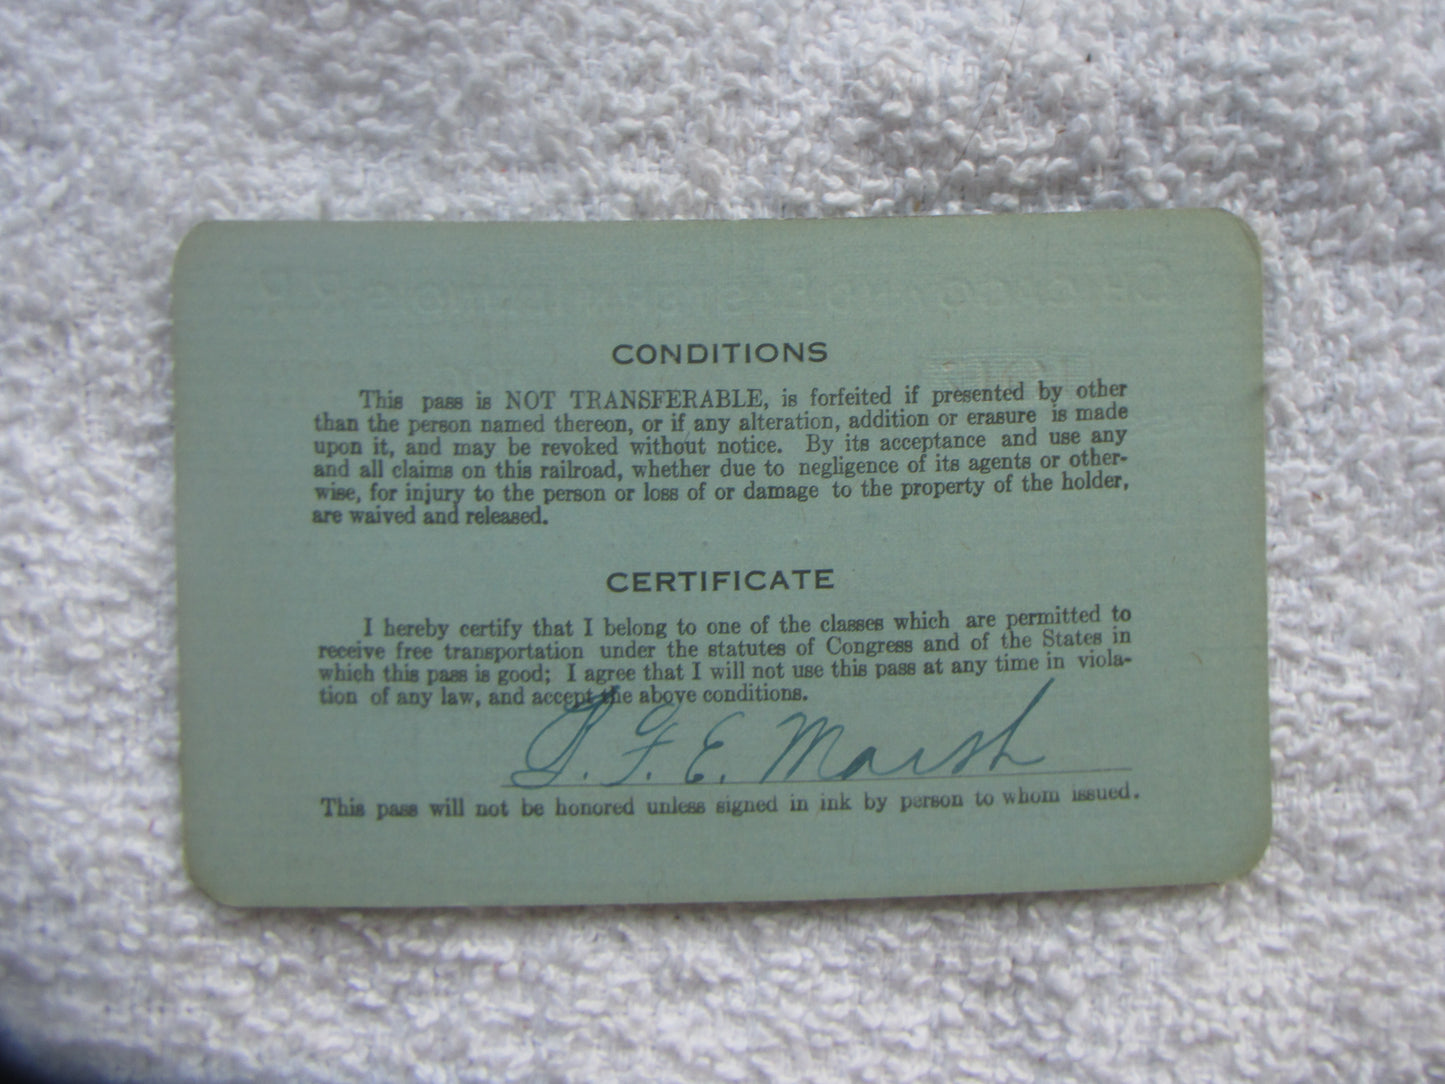 CONDITIONS
This pass is NOT TRANSFERABLE, is forfeited if presented by other
than the person named thereon, or if any alteration, addition or erasure is made
upon it, and may be revoked without notice. By its acceptance and use any
and all claims on this railroad, whether due to negligence of its agents or other-
wise, for injury to the person or loss of or damage to the property of the holder,
are waived and released.
CERTIFICATE
I hereby certify that I belong to one of the classes which are permitted to
receive free transportation under the statutes of Congress and of the States in
which this pass is good; I agree that I will not use this pass at any time in viola-
tion of any law, and accept the above conditions.
F. E. Marsh
This pass will not be honored unless signed in ink by person to whom issued.